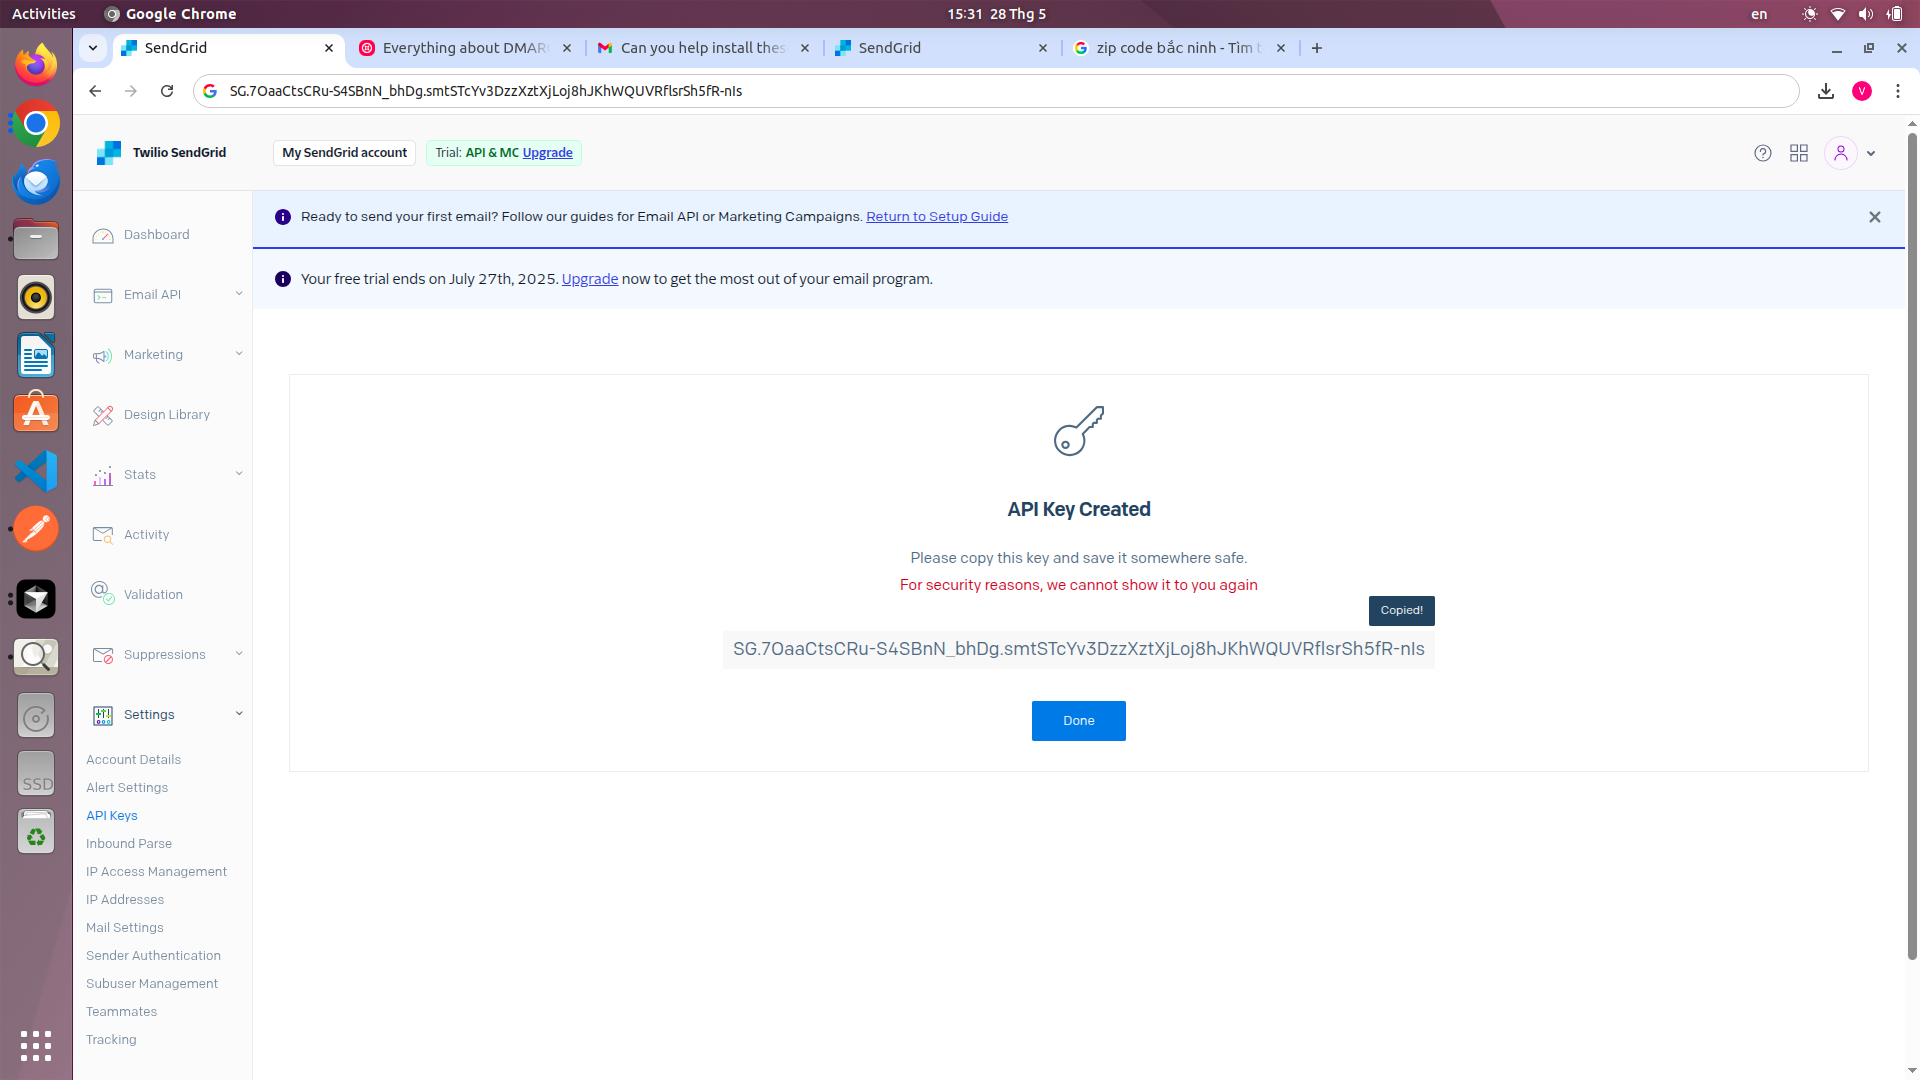 Activities
Google Chrome
15:31 28 Thg 5
en
SendGrid
Everything about DMAR
Can you help install thes
SendGrid
zip code bắc ninh - Tìm t
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
V
Twilio SendGrid
My SendGrid account
Trial: API & MC Upgrade
Ready to send your first email? Follow our guides for Email API or Marketing Campaigns. Return to Setup Guide
Your free trial ends on July 27th, 2025. Upgrade now to get the most out of your email program.
Dashboard
Email API
Marketing
Design Library
Stats
Activity
Validation
Suppressions
Settings
Account Details
Alert Settings
API Keys
Inbound Parse
IP Access Management
IP Addresses
Mail Settings
Sender Authentication
Subuser Management
Teammates
Tracking
API Key Created
Please copy this key and save it somewhere safe.
For security reasons, we cannot show it to you again
Copied!
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
Done
SSD